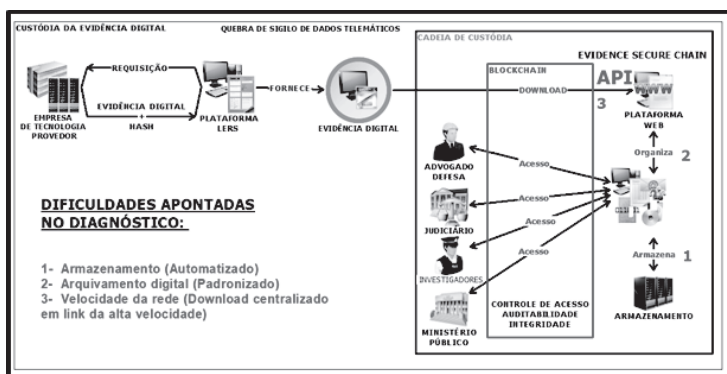 CUSTÓDIA DA EVIDÊNCIA DIGITAL
QUEBRA DE SIGILO DE DADOS TELEMÁTICOS
CADEIA DE CUSTÓDIA
EVIDENCE SECURE CHAIN
REQUISIÇÃO
EVIDÊNCIA DIGITAL
+
HASH
EMPRESA
DE TECNOLOGIA
PROVEDOR
PLATAFORMA
LERS
FORNECE
EVIDÊNCIA DIGITAL
BLOCKCHAIN
DOWNLOAD
API
3
WWW
PLATAFORMA
WEB
Organiza
2
ADVOGADO
DEFESA
Acesso
JUDICIÁRIO
Acesso
INVESTIGADORES
Acesso
MINISTÉRIO
PÚBLICO
Acesso
CONTROLE DE ACESSO
AUDITABILIDADE
INTEGRIDADE
Armazena
1
ARMAZENAMENTO
DIFICULDADES APONTADAS
NO DIAGNÓSTICO:
1- Armazenamento (Automatizado)
2- Arquivamento digital (Padronizado)
3- Velocidade da rede (Download centralizado
em link da alta velocidade)